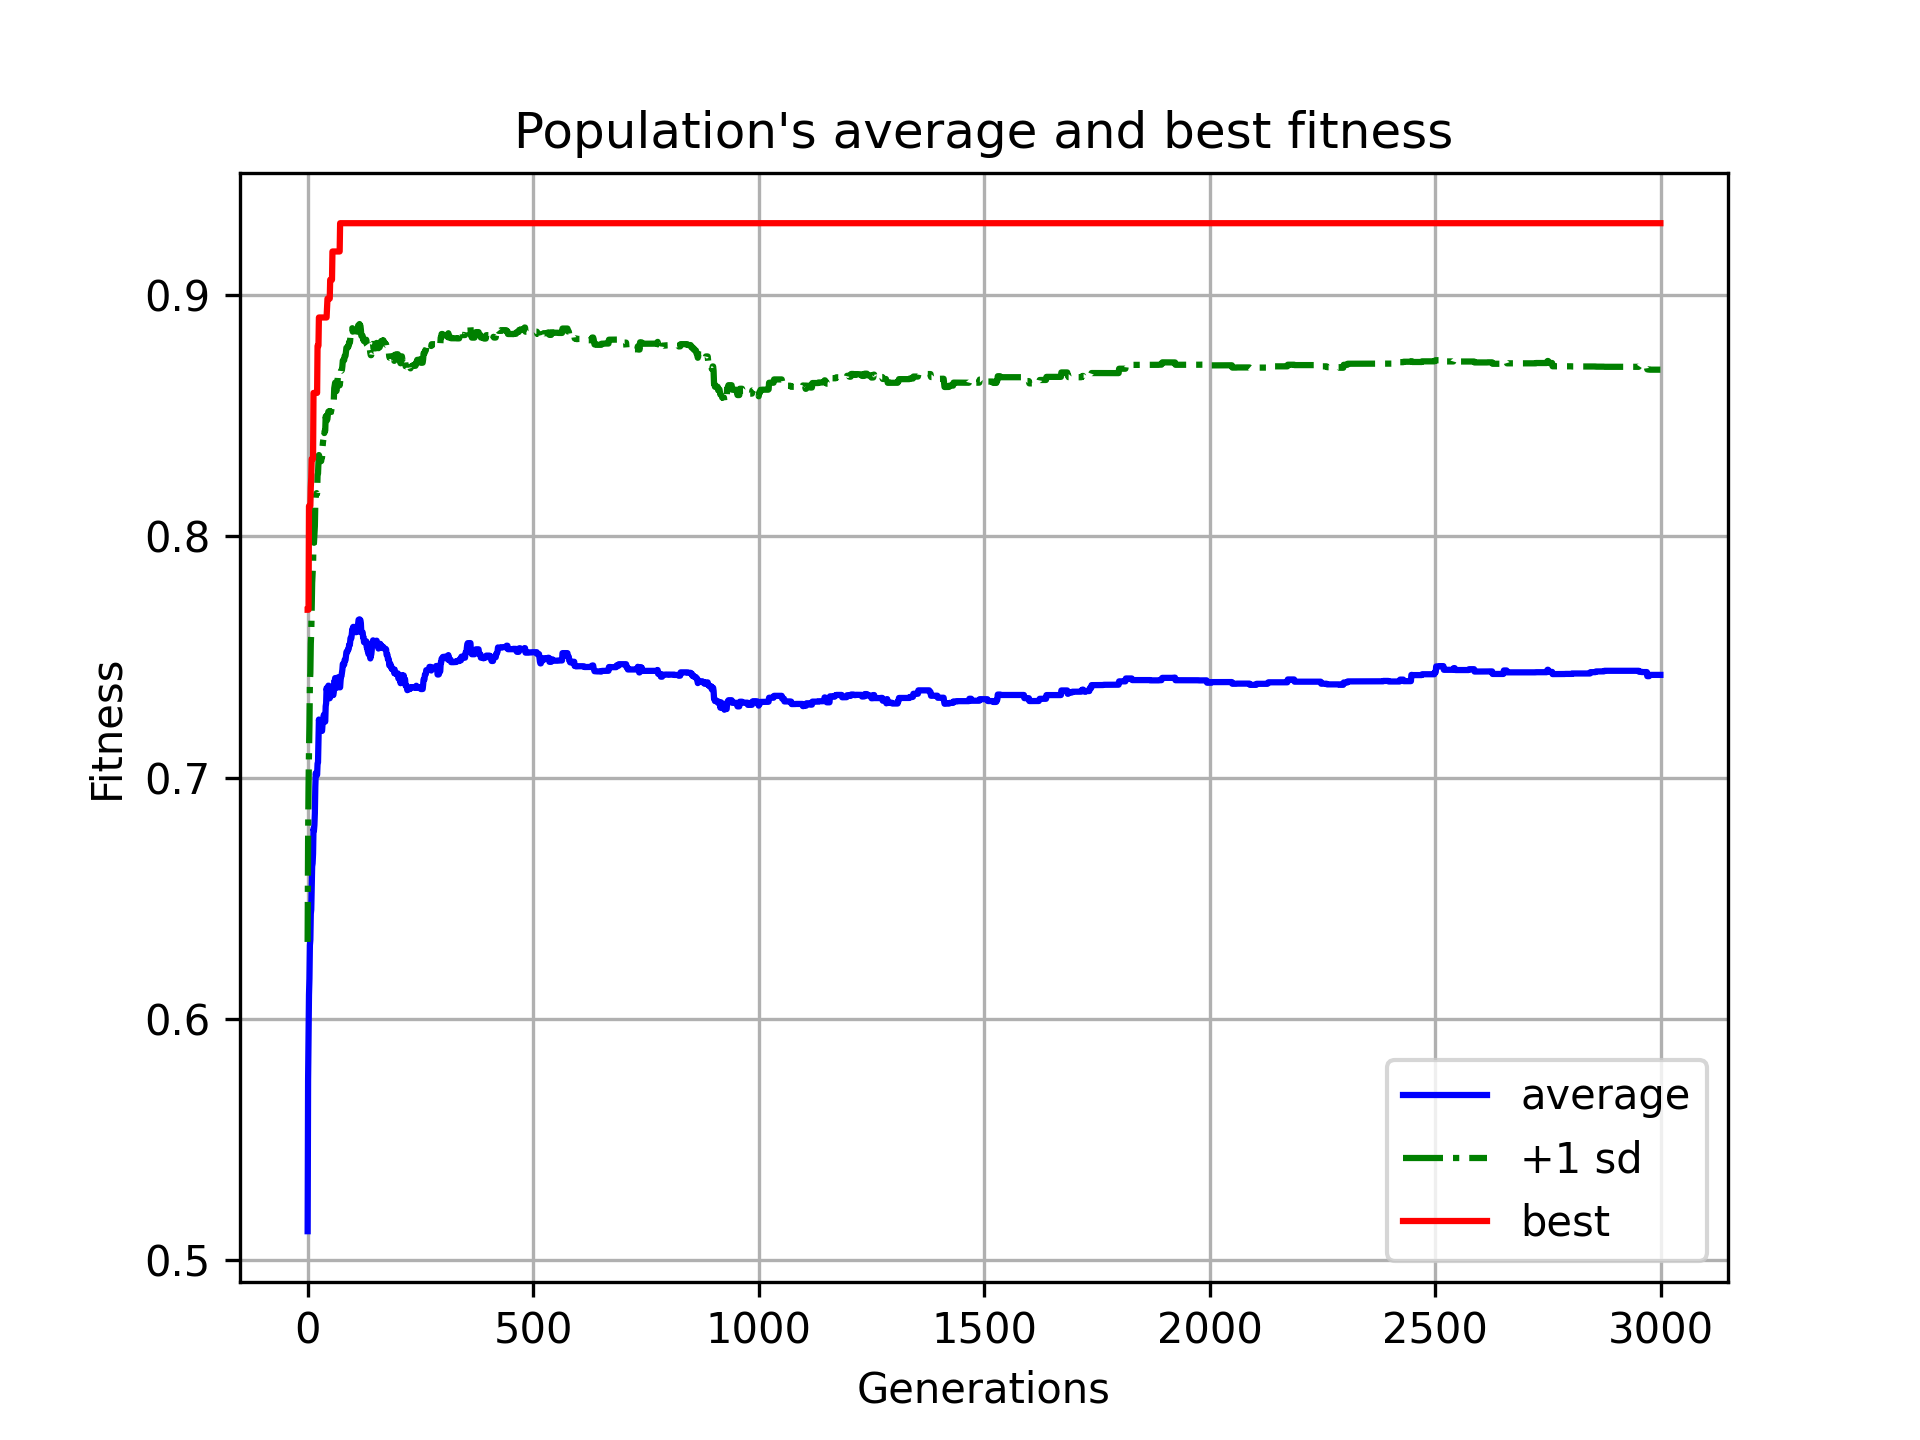 Population's average and best fitness
Fitness
0.9
0.8
0.7
0.6
0.5
0
500
1000
1500
2000
2500
3000
Generations
average
+1 sd
best